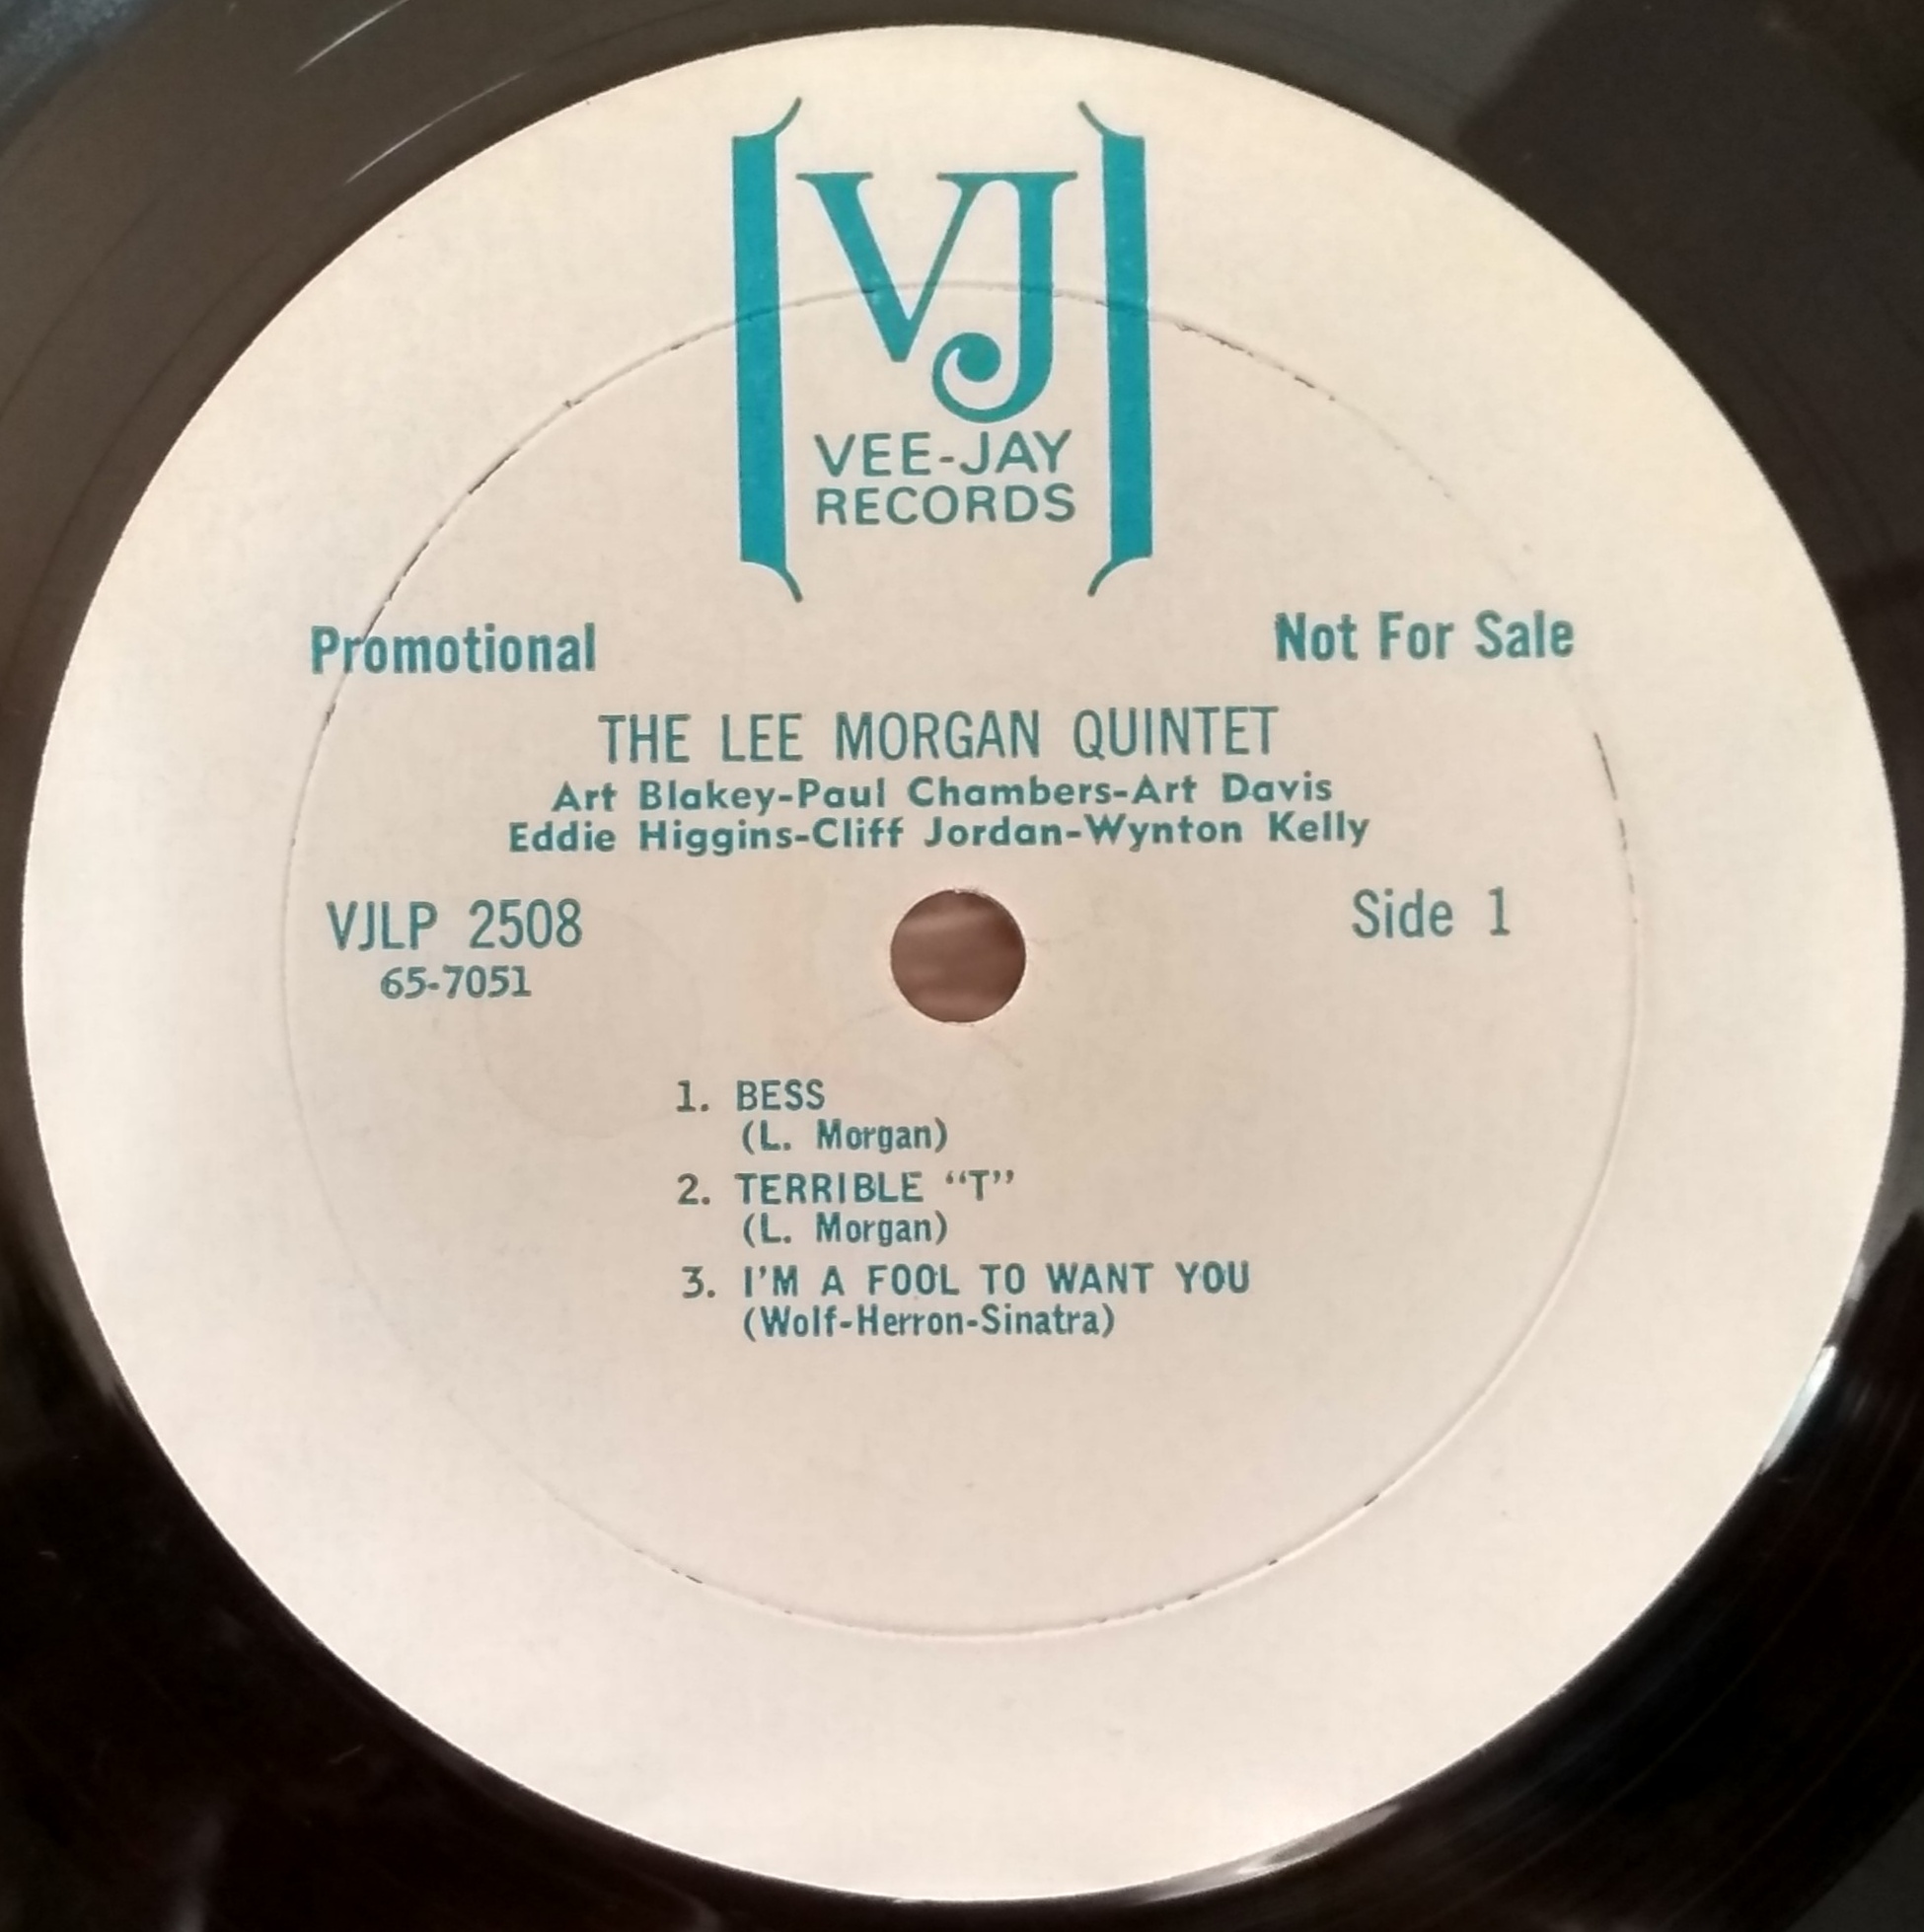 VJ
VEE-JAY
RECORDS
Promotional Not For Sale
THE LEE MORGAN QUINTET
Art Blakey-Paul Chambers-Art Davis
Eddie Higgins-Cliff Jordan-Wynton Kelly
VJLP 2508 Side 1
65-7051
1. BESS
(L. Morgan)
2. TERRIBLE “T”
(L. Morgan)
3. I'M A FOOL TO WANT YOU
(Wolf-Herron-Sinatra)